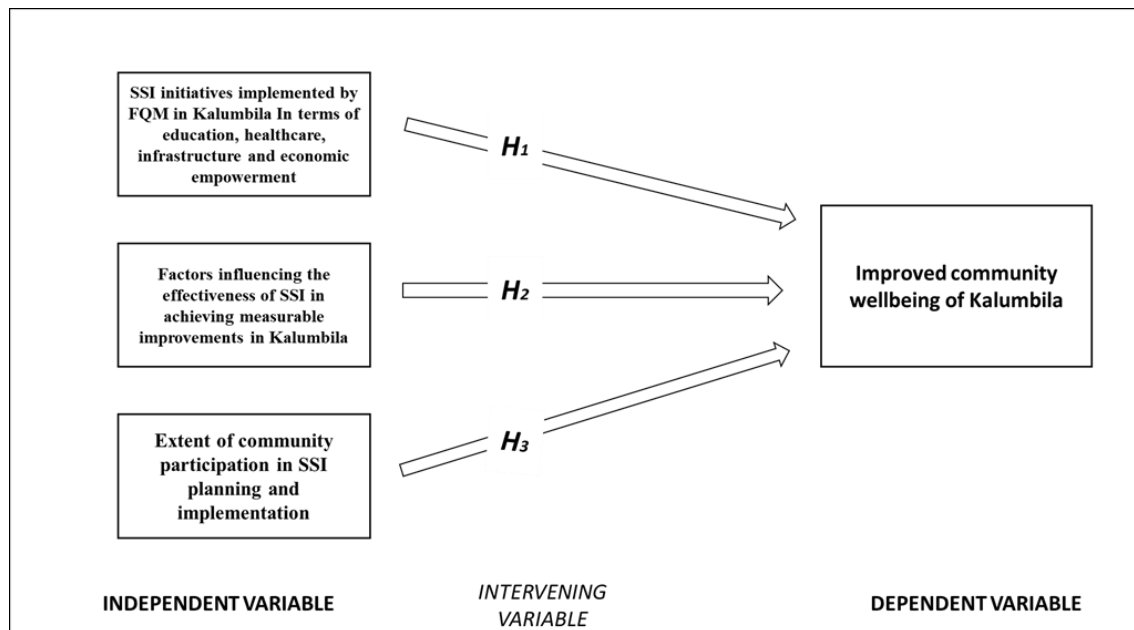 SSI initiatives implemented by
FQM in Kalumbila In terms of
education, healthcare,
infrastructure and economic
empowerment
H1
Factors influencing the
effectiveness of SSI in
achieving measurable
improvements in Kalumbila
H2
Improved community
wellbeing of Kalumbila
Extent of community
participation in SSI
planning and
implementation
H3
INDEPENDENT VARIABLE
INTERVENING
VARIABLE
DEPENDENT VARIABLE